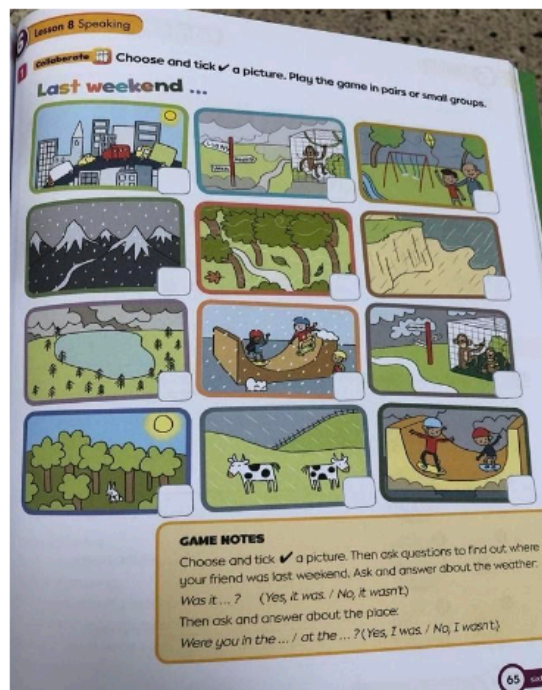 6 Lesson 8 Speaking
1 Collaborate Choose and tick ✔ a picture. Play the game in pairs or small groups.
Last weekend ...
GAME NOTES
Choose and tick ✔ a picture. Then ask questions to find out where
your friend was last weekend. Ask and answer about the weather.
Was it ... ? (Yes, it was. / No, it wasn't.)
Then ask and answer about the place:
Were you in the ... / at the ... ? (Yes, I was. / No, I wasn't.)
65